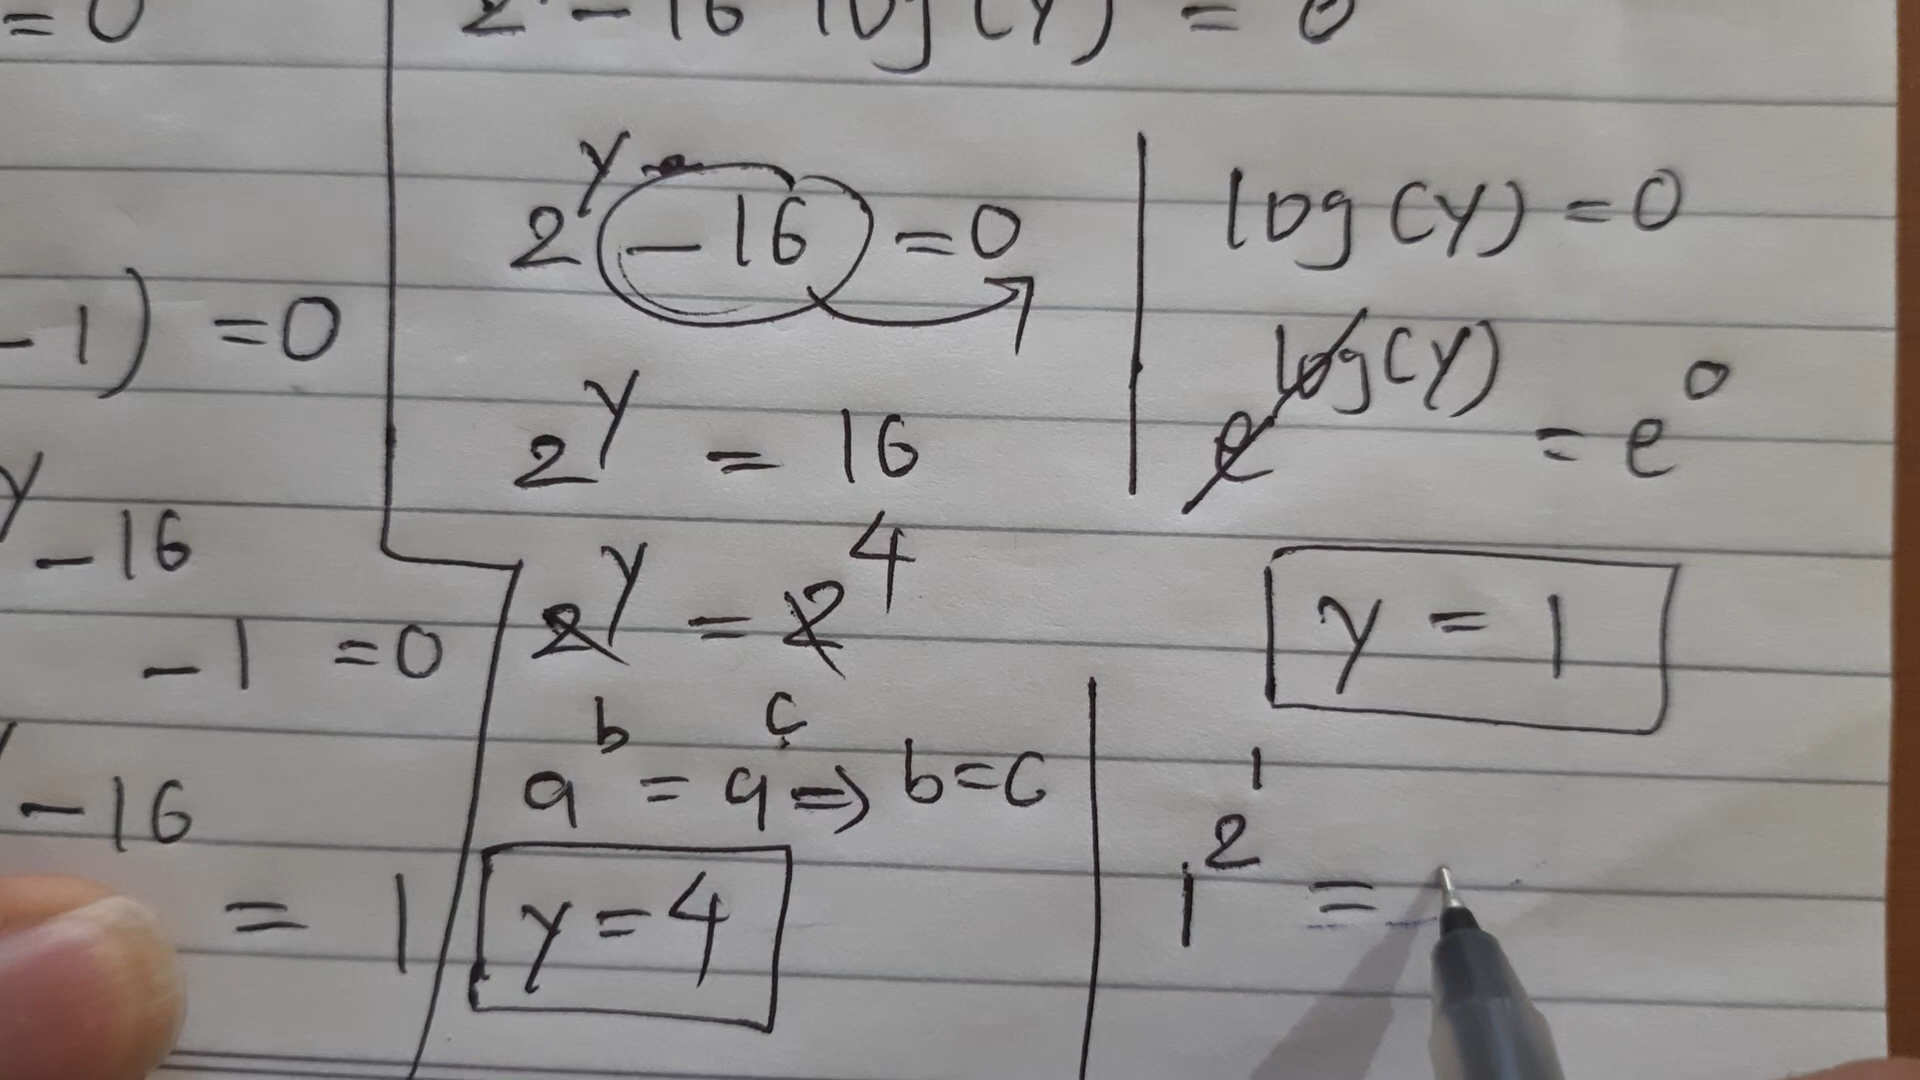 = 0
2^y - 16 log(y) = 0
-1) = 0
y - 16
- 1 = 0
y - 16
= 1
2^y - 16 = 0
2^y = 16
2^y = 2^4
a^b = a^c ⇒ b = c
y = 4
log(y) = 0
e^log(y) = e^0
y = 1
1^2^1 =